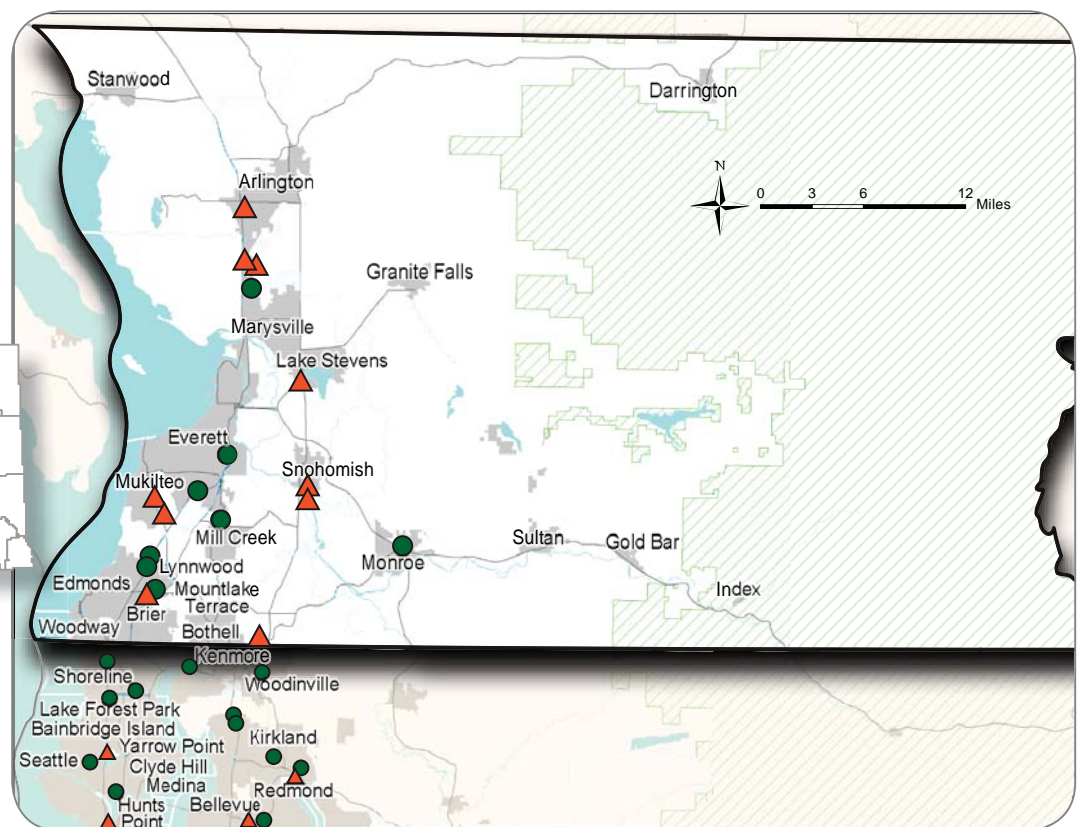 Stanwood
Darrington
N
0 3 6 12
Miles
Arlington
Granite Falls
Marysville
Lake Stevens
Everett
Snohomish
Mukilteo
Mill Creek
Sultan
Gold Bar
Monroe
Lynnwood
Edmonds
Mountlake
Terrace
Index
Brier
Woodway
Bothell
Kenmore
Shoreline
Woodinville
Lake Forest Park
Bainbridge Island
Kirkland
Yarrow Point
Seattle
Clyde Hill
Medina
Redmond
Hunts
Point
Bellevue